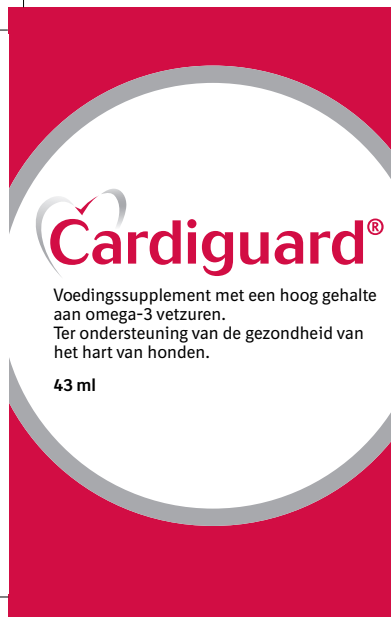 Cardiguard®
Voedingssupplement met een hoog gehalte
aan omega-3 vetzuren.
Ter ondersteuning van de gezondheid van
het hart van honden.
43 ml